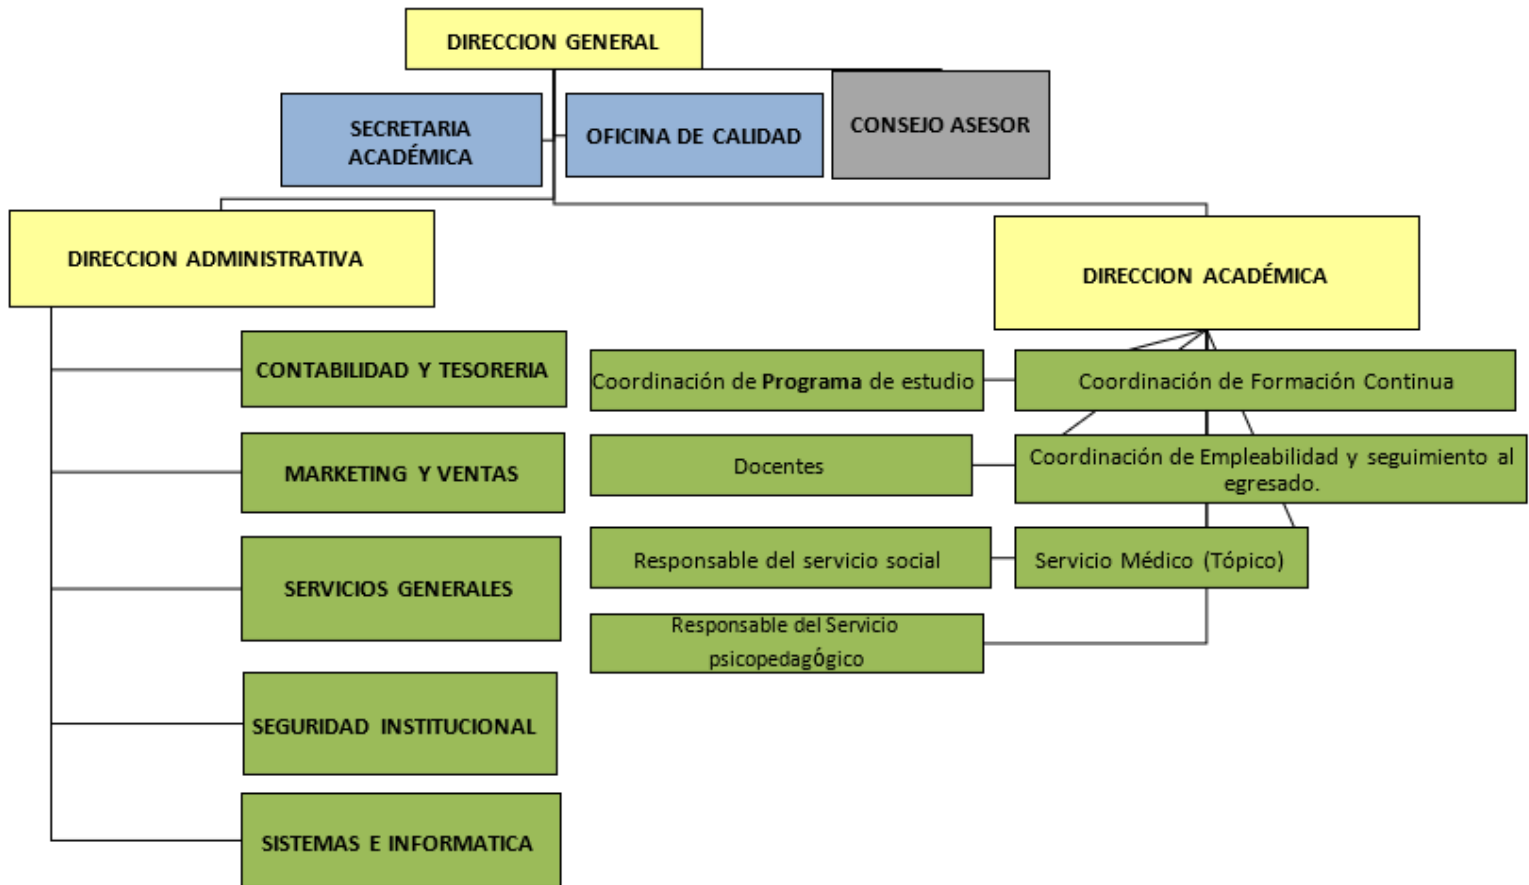 DIRECCION GENERAL
SECRETARIA
ACADÉMICA
OFICINA DE CALIDAD
CONSEJO ASESOR
DIRECCION ADMINISTRATIVA
DIRECCION ACADÉMICA
CONTABILIDAD Y TESORERIA
MARKETING Y VENTAS
SERVICIOS GENERALES
SEGURIDAD INSTITUCIONAL
SISTEMAS E INFORMATICA
Coordinación de Programa de estudio
Coordinación de Formación Continua
Docentes
Coordinación de Empleabilidad y seguimiento al
egresado.
Responsable del servicio social
Servicio Médico (Tópico)
Responsable del Servicio
psicopedagógico